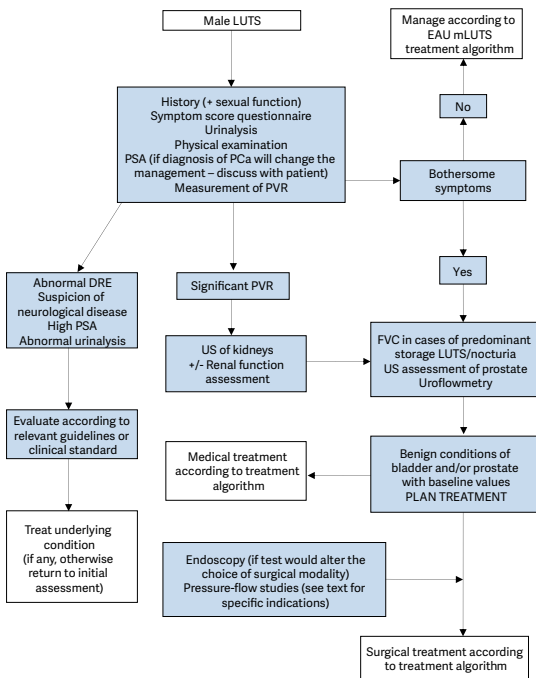 Male LUTS
Manage according to
EAU mLUTS
treatment algorithm
History (+ sexual function)
Symptom score questionnaire
Urinalysis
Physical examination
PSA (if diagnosis of PCa will change the
management – discuss with patient)
Measurement of PVR
No
Bothersome
symptoms
Yes
Abnormal DRE
Suspicion of
neurological disease
High PSA
Abnormal urinalysis
Significant PVR
US of kidneys
+/- Renal function
assessment
FVC in cases of predominant
storage LUTS/nocturia
US assessment of prostate
Uroflowmetry
Evaluate according to
relevant guidelines or
clinical standard
Medical treatment
according to treatment
algorithm
Benign conditions of
bladder and/or prostate
with baseline values
PLAN TREATMENT
Treat underlying
condition
(if any, otherwise
return to initial
assessment)
Endoscopy (if test would alter the
choice of surgical modality)
Pressure-flow studies (see text for
specific indications)
Surgical treatment according
to treatment algorithm